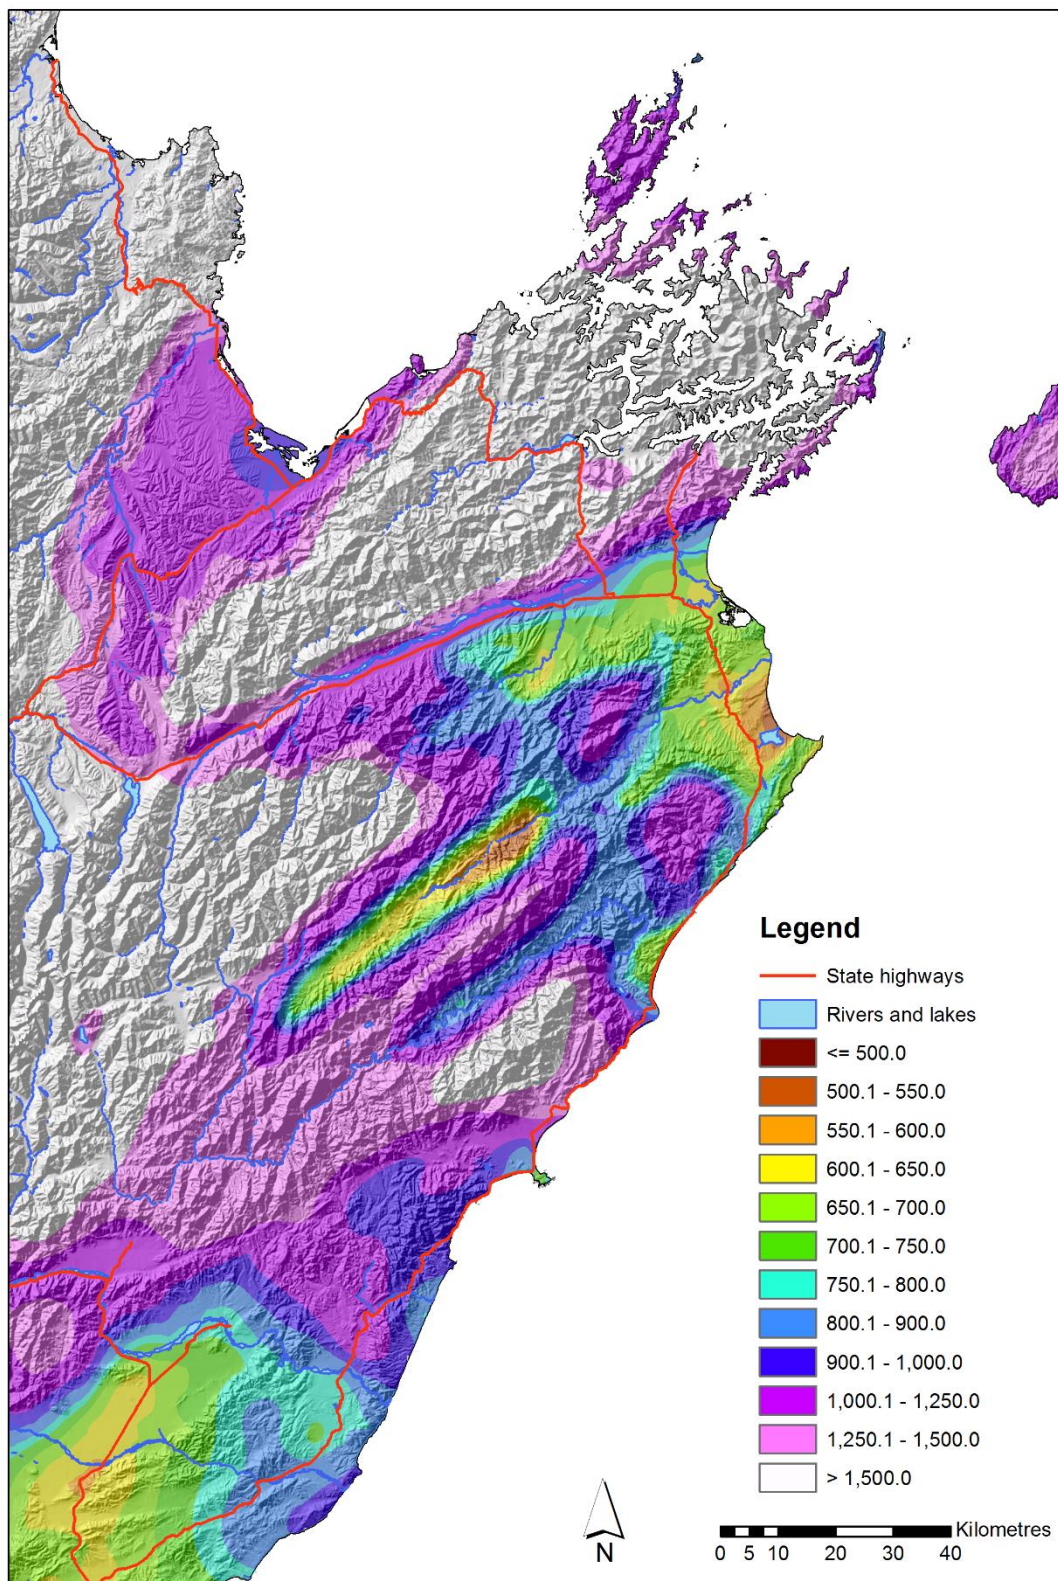 Legend
State highways
Rivers and lakes
<= 500.0
500.1 - 550.0
550.1 - 600.0
600.1 - 650.0
650.1 - 700.0
700.1 - 750.0
750.1 - 800.0
800.1 - 900.0
900.1 - 1,000.0
1,000.1 - 1,250.0
1,250.1 - 1,500.0
> 1,500.0
N
Kilometres
0 5 10 20 30 40